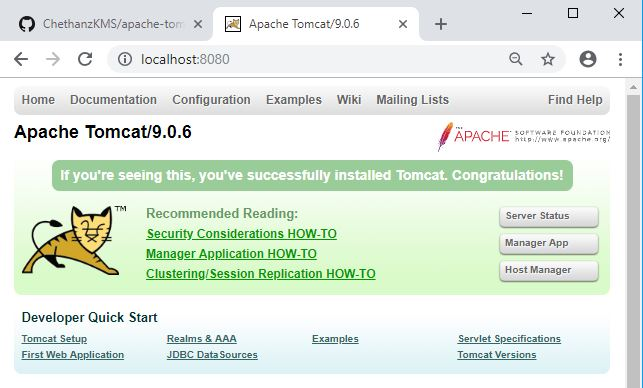 ChethanzKMS/apache-tom
Apache Tomcat/9.0.6
localhost:8080
Home Documentation Configuration Examples Wiki Mailing Lists Find Help
Apache Tomcat/9.0.6
THE
APACHE SOFTWARE FOUNDATION
http://www.apache.org/
If you're seeing this, you've successfully installed Tomcat. Congratulations!
TM
Recommended Reading:
Security Considerations HOW-TO
Manager Application HOW-TO
Clustering/Session Replication HOW-TO
Server Status
Manager App
Host Manager
Developer Quick Start
Tomcat Setup Realms & AAA Examples Servlet Specifications
First Web Application JDBC DataSources Tomcat Versions